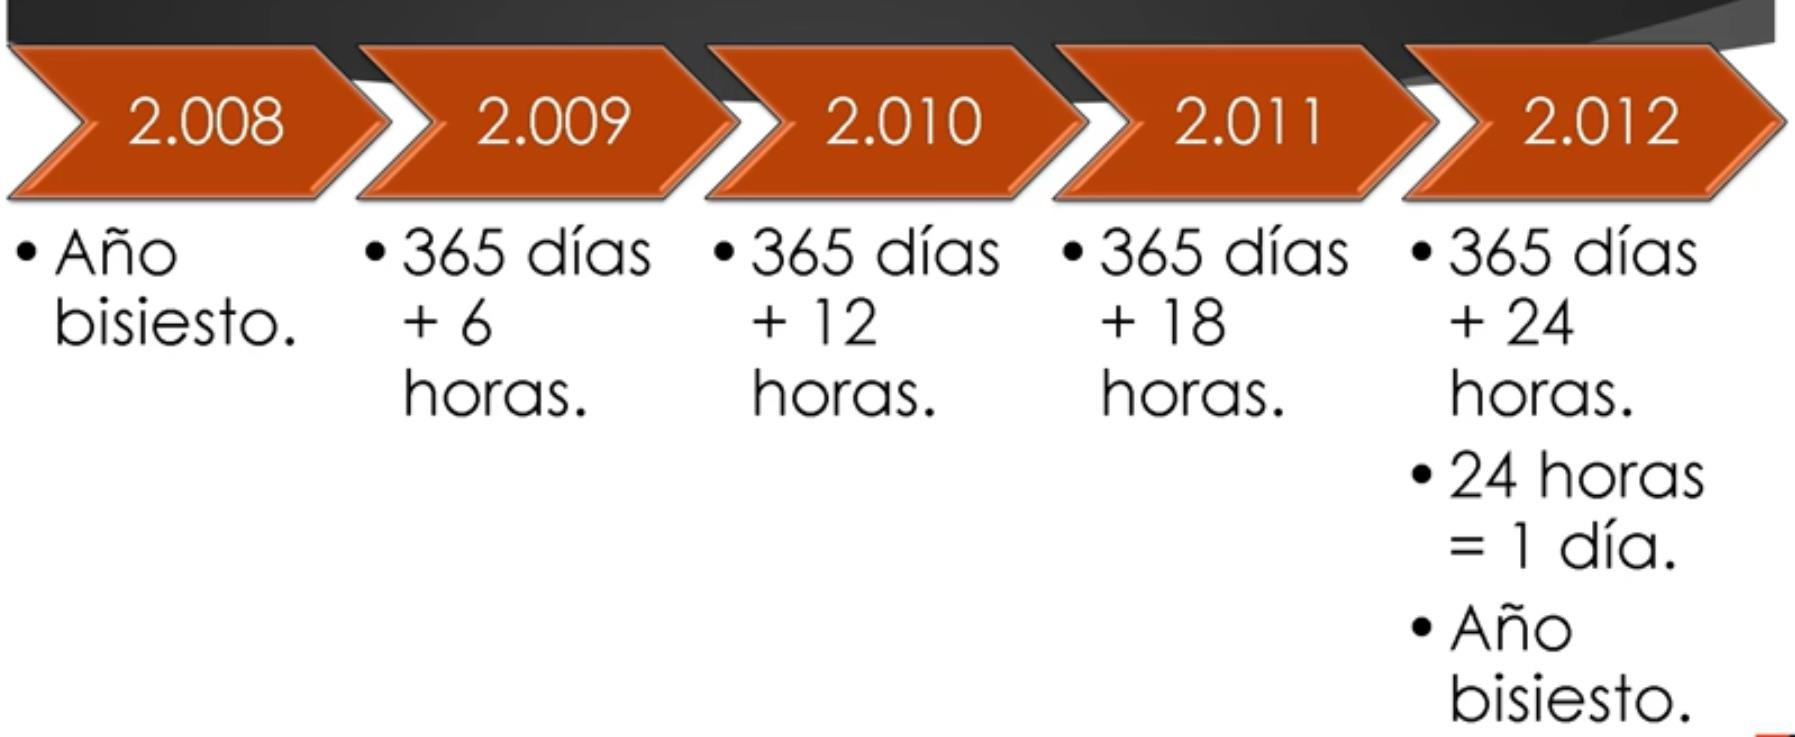 2.008
• Año
bisiesto.
2.009
• 365 días
+ 6
horas.
2.010
• 365 días
+ 12
horas.
2.011
• 365 días
+ 18
horas.
2.012
• 365 días
+ 24
horas.
• 24 horas
= 1 día.
• Año
bisiesto.